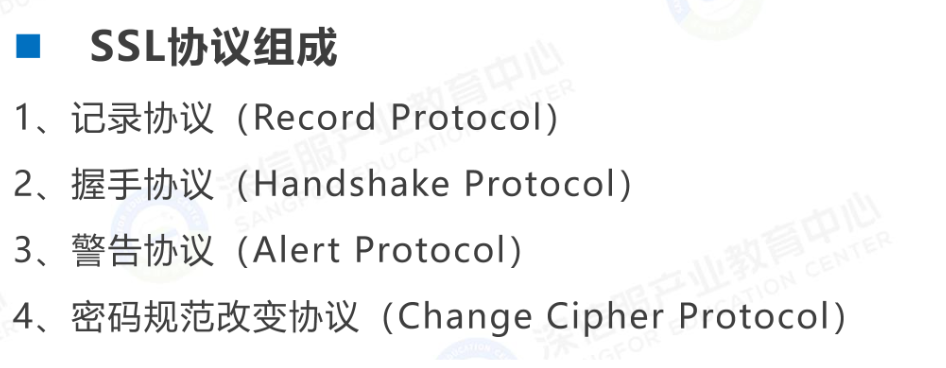 SSL协议组成
1、记录协议（Record Protocol）
2、握手协议（Handshake Protocol）
3、警告协议（Alert Protocol）
4、密码规范改变协议（Change Cipher Protocol）
深信服产业教育中心
SANGFOR EDUCATION CENTER
深信服产业教育中心
SANGFOR EDUCATION CENTER